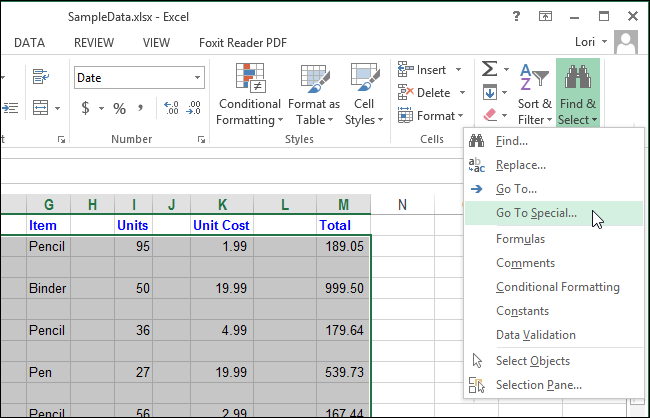 SampleData.xlsx - Excel
DATA REVIEW VIEW Foxit Reader PDF Lori
Date
$ % , .0 .00 .00 .0
Number
Conditional Formatting
Format as Table
Cell Styles
Styles
Insert
Delete
Format
Cells
Sort & Filter
Find & Select
Find...
Replace...
Go To...
Go To Special...
Formulas
Comments
Conditional Formatting
Constants
Data Validation
Select Objects
Selection Pane...
G H I J K L M N
Item Units Unit Cost Total
Pencil 95 1.99 189.05
Binder 50 19.99 999.50
Pencil 36 4.99 179.64
Pen 27 19.99 539.73
Pencil 56 2.99 167.44